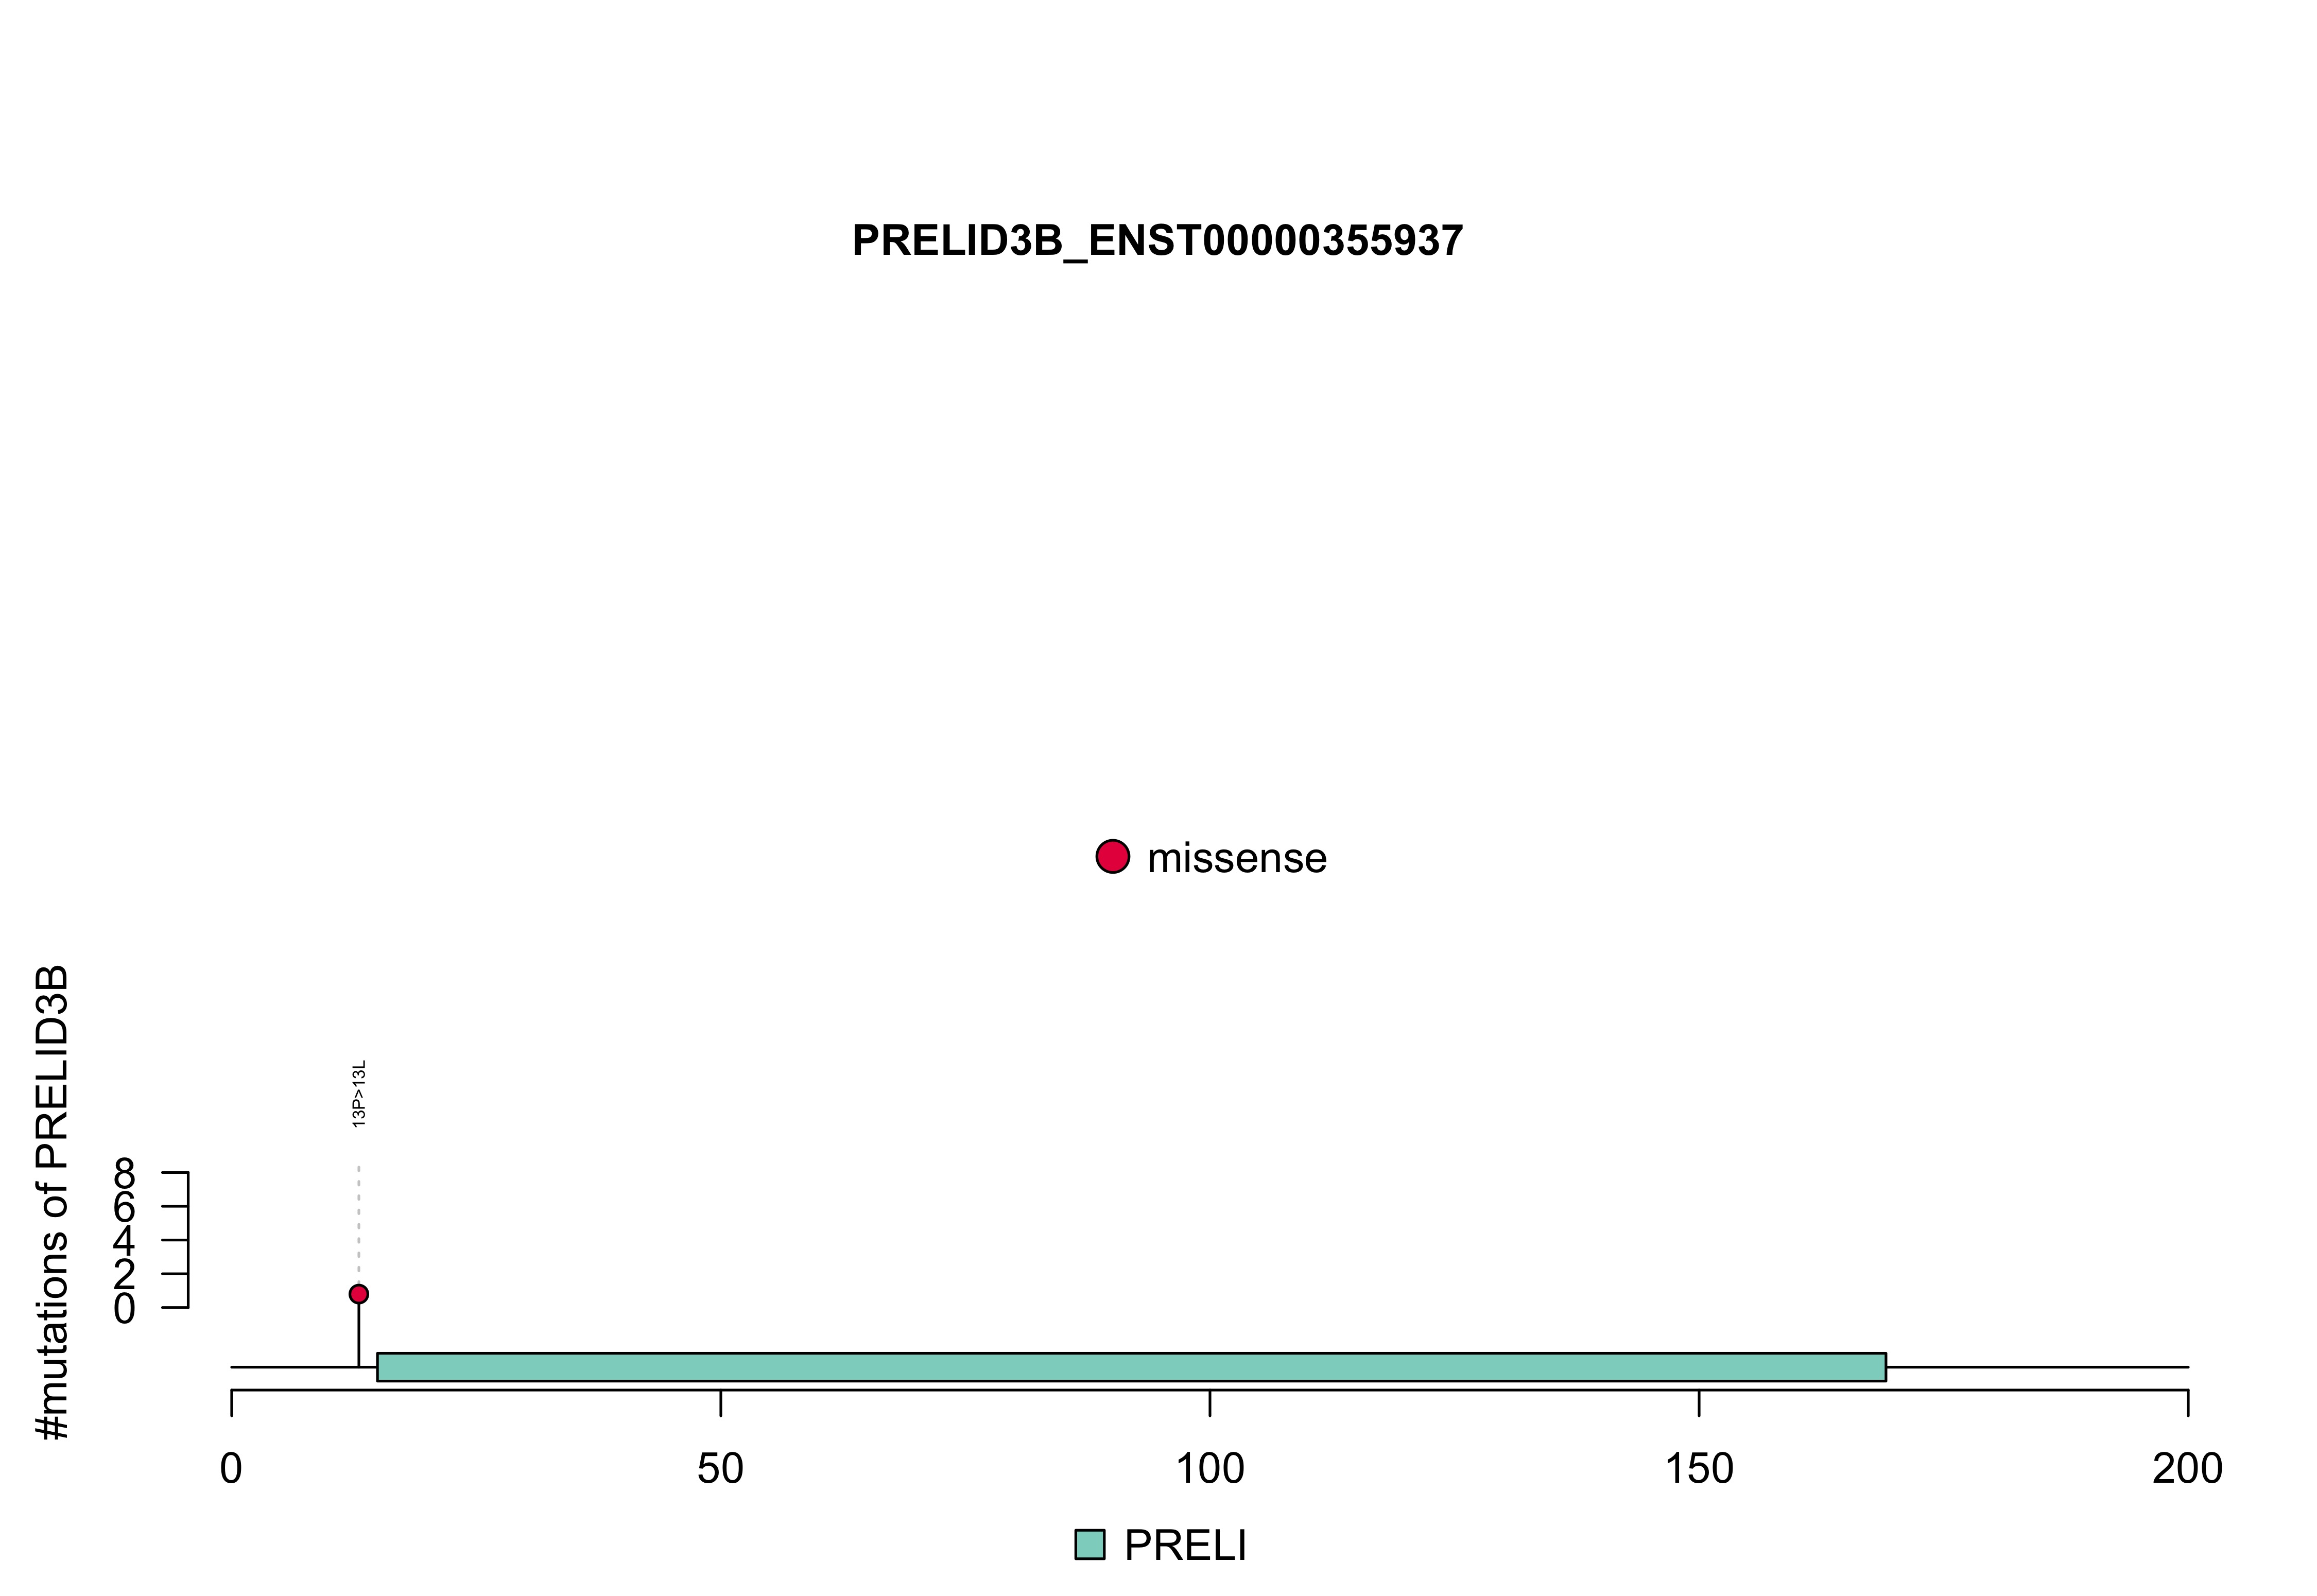 PRELID3B_ENST00000355937
missense
#mutations of PRELID3B
13P>13L
8
6
4
2
0
0 50 100 150 200
PRELI